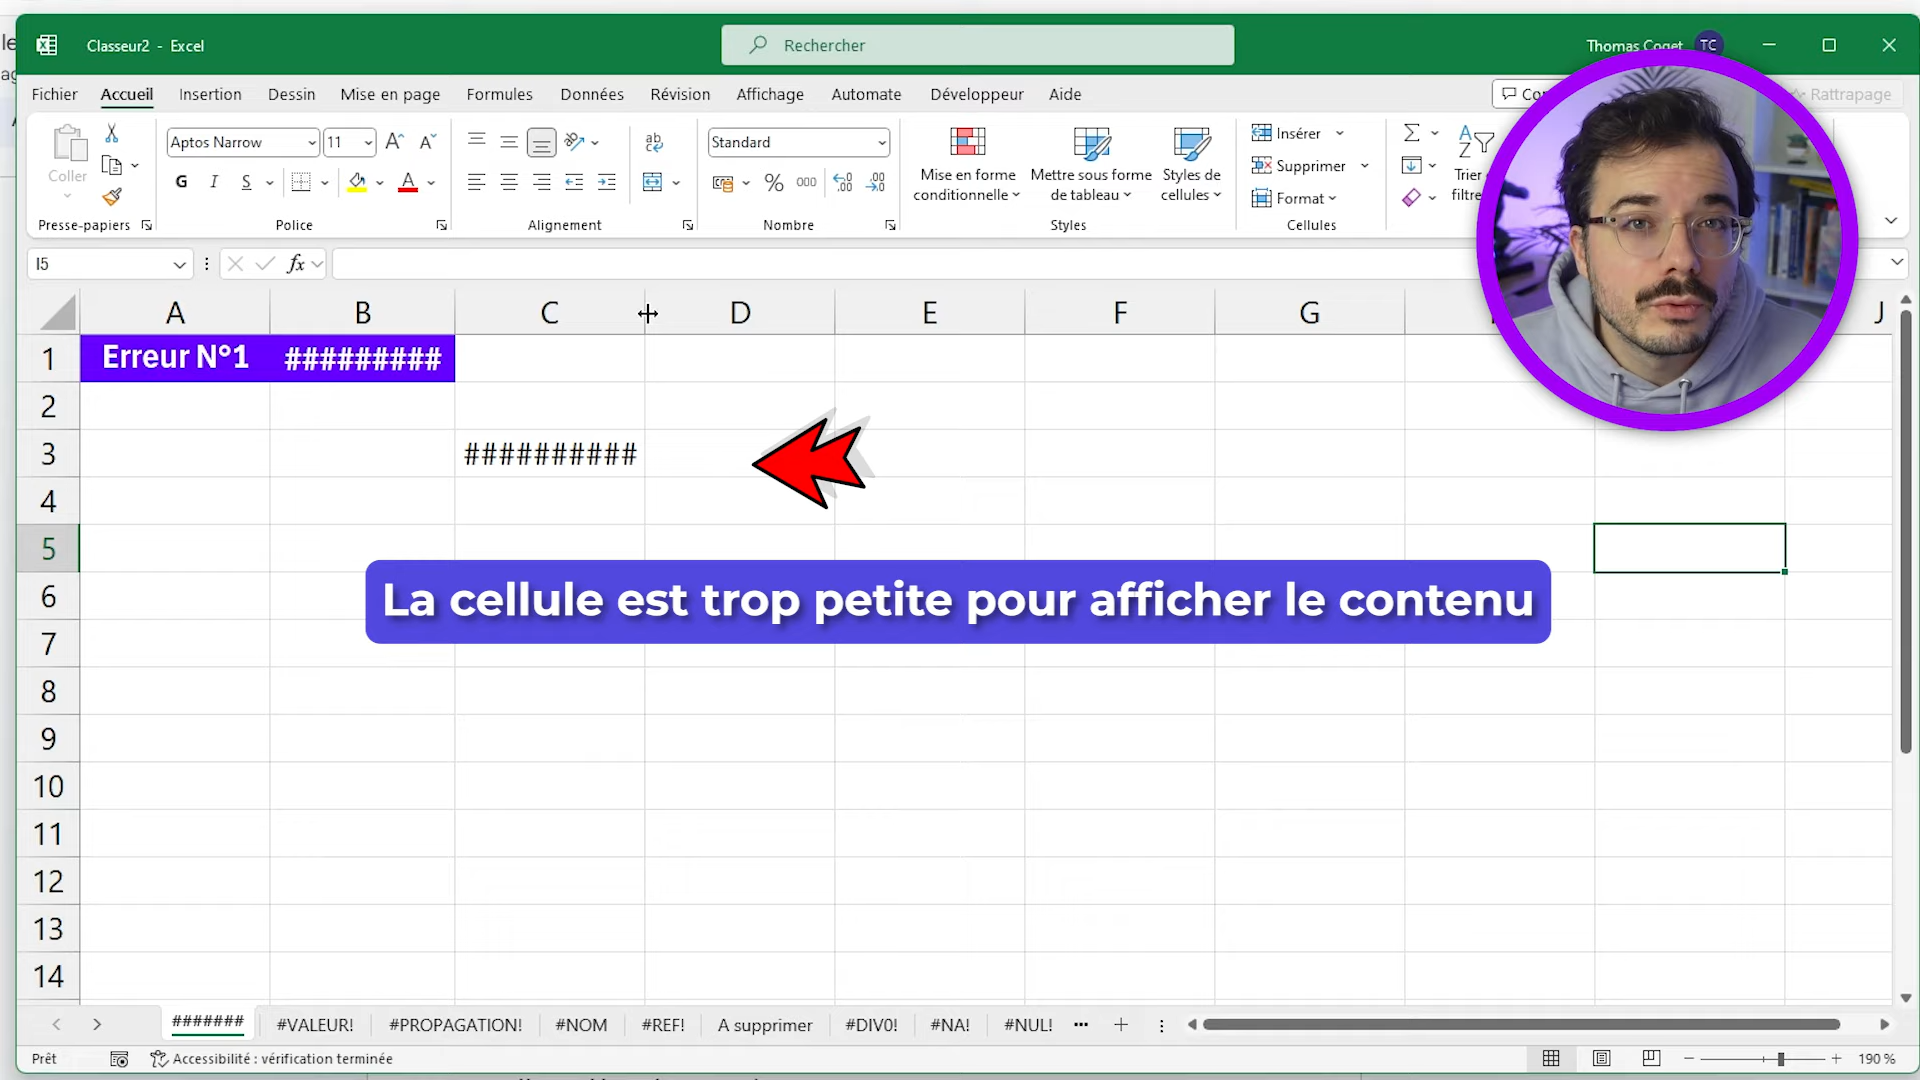 Classeur2 - Excel
Rechercher
Thomas Coget TC
Fichier Accueil Insertion Dessin Mise en page Formules Données Révision Affichage Automate Développeur Aide
Rattrapage
Coller
Presse-papiers
Aptos Narrow 11
G I S
Police
Alignement
Standard
% 000
Nombre
Mise en forme conditionnelle
Mettre sous forme de tableau
Styles de cellules
Styles
Insérer
Supprimer
Format
Cellules
Trier
filtre
I5
fx
A B C D E F G J
1 Erreur N°1 #########
2
3 ##########
4
5
La cellule est trop petite pour afficher le contenu
6
7
8
9
10
11
12
13
14
####### #VALEUR! #PROPAGATION! #NOM #REF! A supprimer #DIV0! #NA! #NUL! ... +
Prêt Accessibilité : vérification terminée 190 %